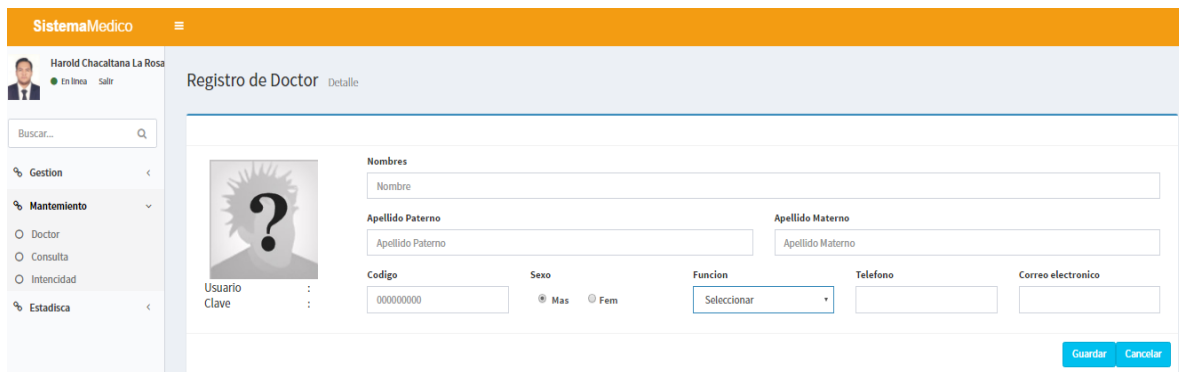 SistemaMedico
Harold Chacaltana La Rosa
En linea Salir
Registro de Doctor Detalle
Buscar...
Gestion
Mantemiento
Doctor
Consulta
Intencidad
Estadisca
?
Usuario :
Clave :
Nombres
Nombre
Apellido Paterno Apellido Materno
Apellido Paterno Apellido Materno
Codigo Sexo Funcion Telefono Correo electronico
000000000 Mas Fem Seleccionar
Guardar Cancelar